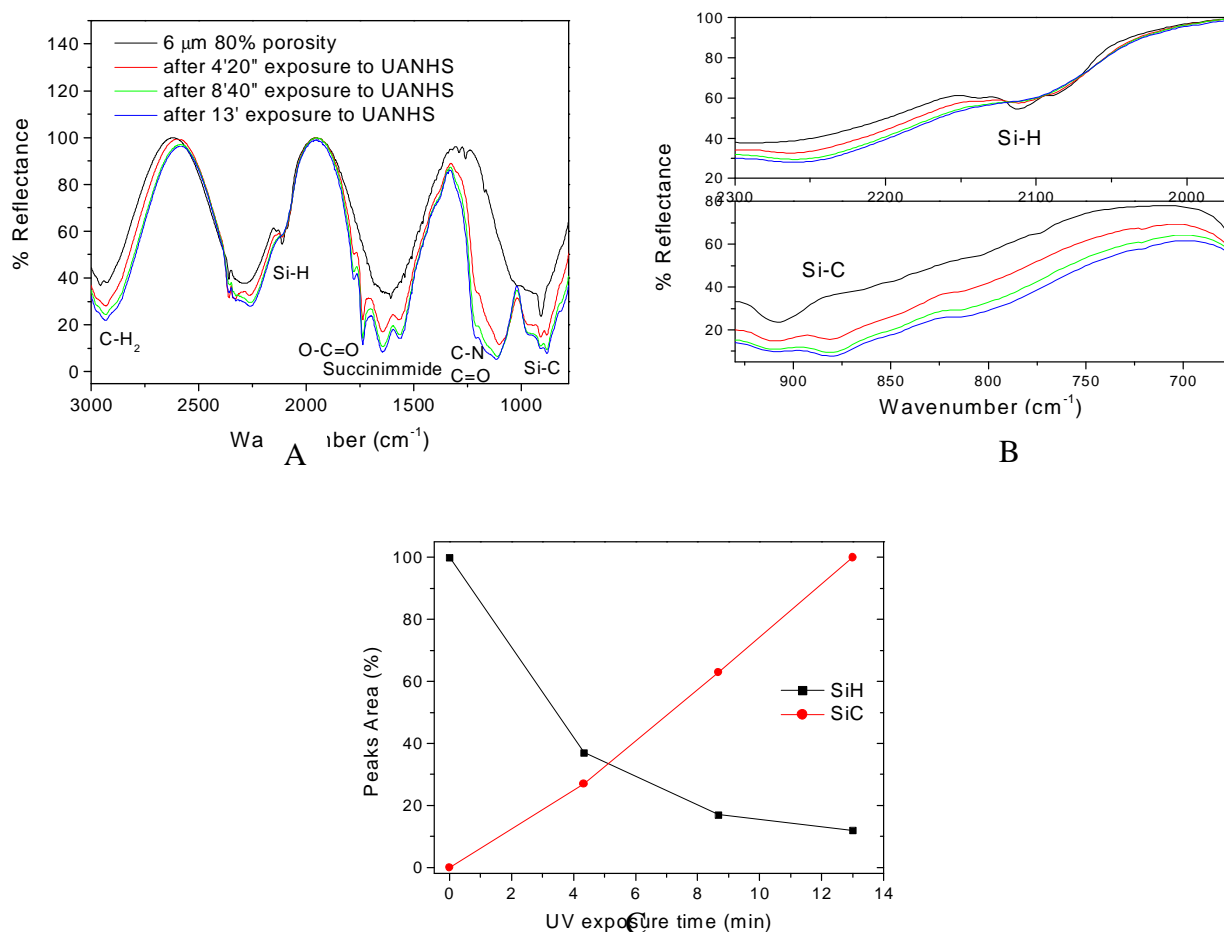 140
120
100
80
60
40
20
0
% Reflectance
6 μm 80% porosity
after 4'20" exposure to UANHS
after 8'40" exposure to UANHS
after 13' exposure to UANHS
Si-H
C-H2
O-C=O
Succinimmide
C-N
C=O
Si-C
3000 2500 2000 1500 1000
Wa ber (cm-1)
A
100
80
60
40
20
Si-H
2300 2200 2100 2000
80
60
40
20
% Reflectance
Si-C
900 850 800 750 700
Wavenumber (cm-1)
B
100
80
60
40
20
0
Peaks Area (%)
SiH
SiC
0 2 4 6 8 10 12 14
UV exposure time (min)
C